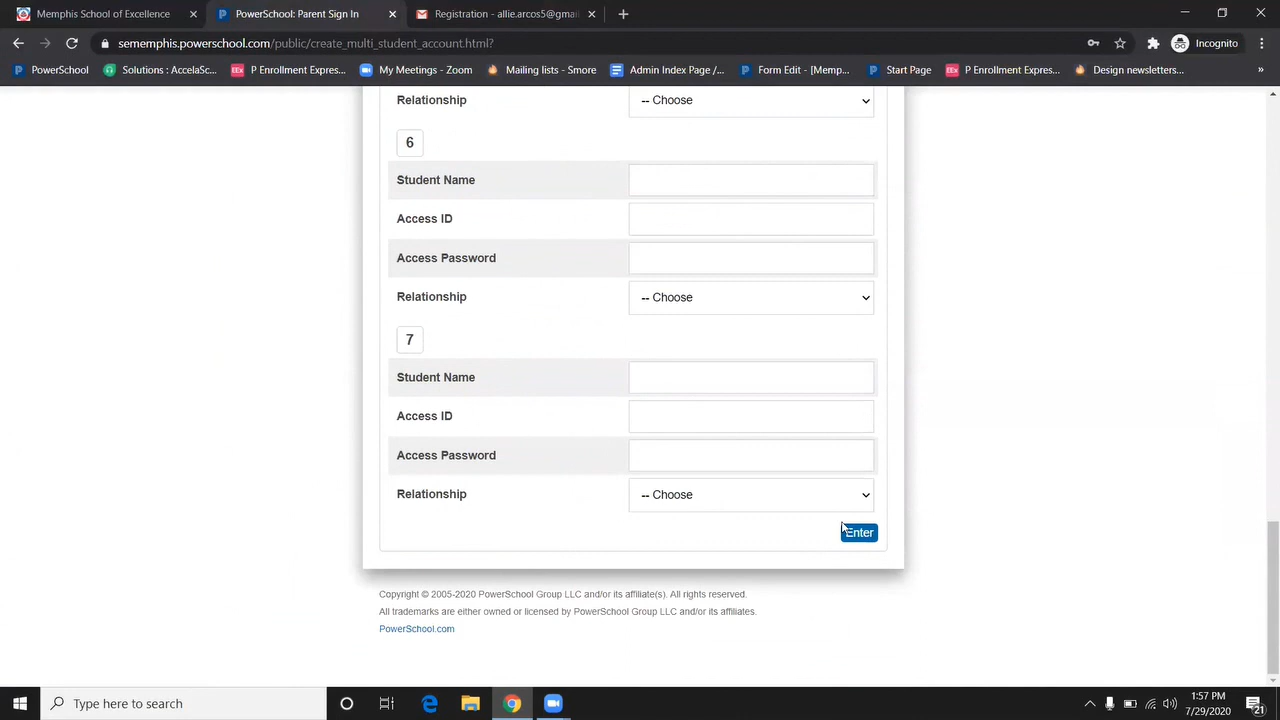 Memphis School of Excellence
PowerSchool Parent Sign In
Registration - allie.arcos5@gmai
sememphis.powerschool.com/public/create_multi_student_account.html?
Incognito
PowerSchool
Solutions : AccelaSc...
P Enrollment Expres...
My Meetings - Zoom
Mailing lists - Smore
Admin Index Page /...
Form Edit - [Memp...
Start Page
P Enrollment Expres...
Design newsletters...
Relationship
-- Choose
6
Student Name
Access ID
Access Password
Relationship
-- Choose
7
Student Name
Access ID
Access Password
Relationship
-- Choose
Enter
Copyright © 2005-2020 PowerSchool Group LLC and/or its affiliate(s). All rights reserved.
All trademarks are either owned or licensed by PowerSchool Group LLC and/or its affiliates.
PowerSchool.com
Type here to search
1:57 PM
7/29/2020
21